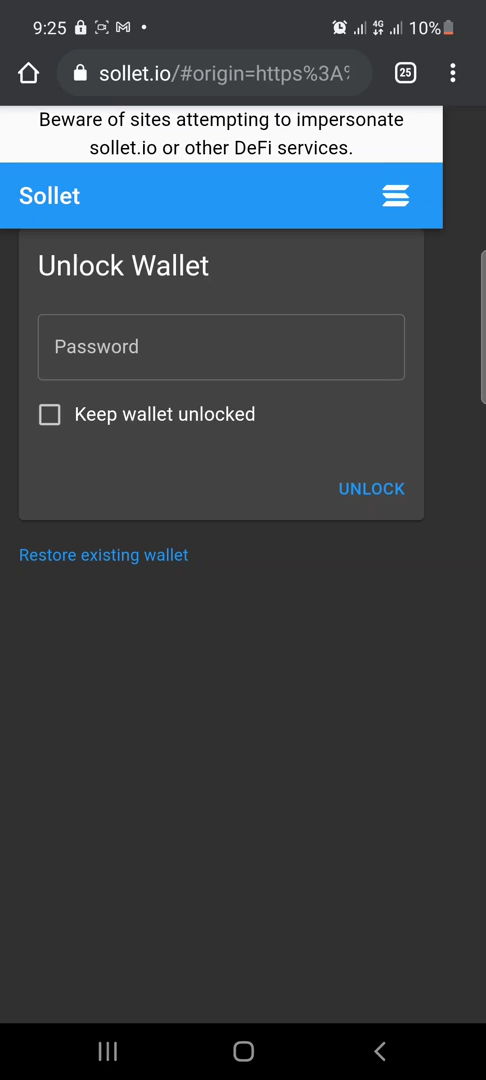 9:25
4G
10%
sollet.io/#origin=https%3A%
25
Beware of sites attempting to impersonate
sollet.io or other DeFi services.
Sollet
Unlock Wallet
Password
Keep wallet unlocked
UNLOCK
Restore existing wallet